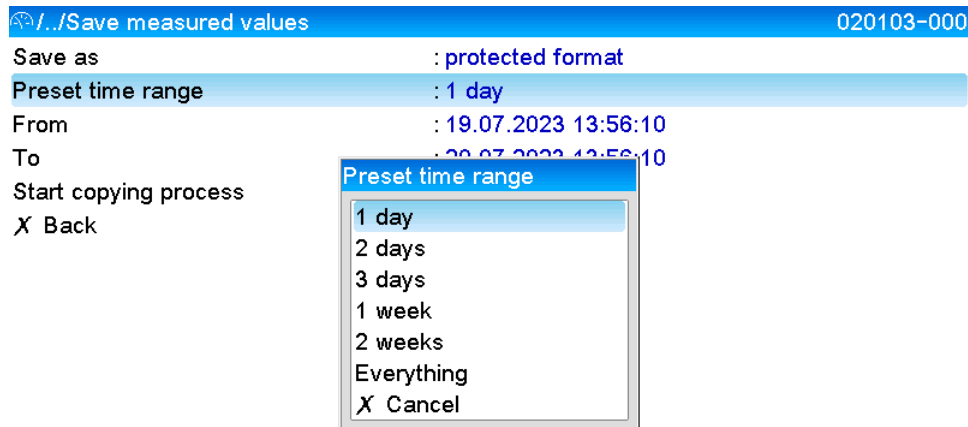 /../Save measured values 020103-000
Save as : protected format
Preset time range : 1 day
From : 19.07.2023 13:56:10
To :
Start copying process
X Back
Preset time range
1 day
2 days
3 days
1 week
2 weeks
Everything
X Cancel